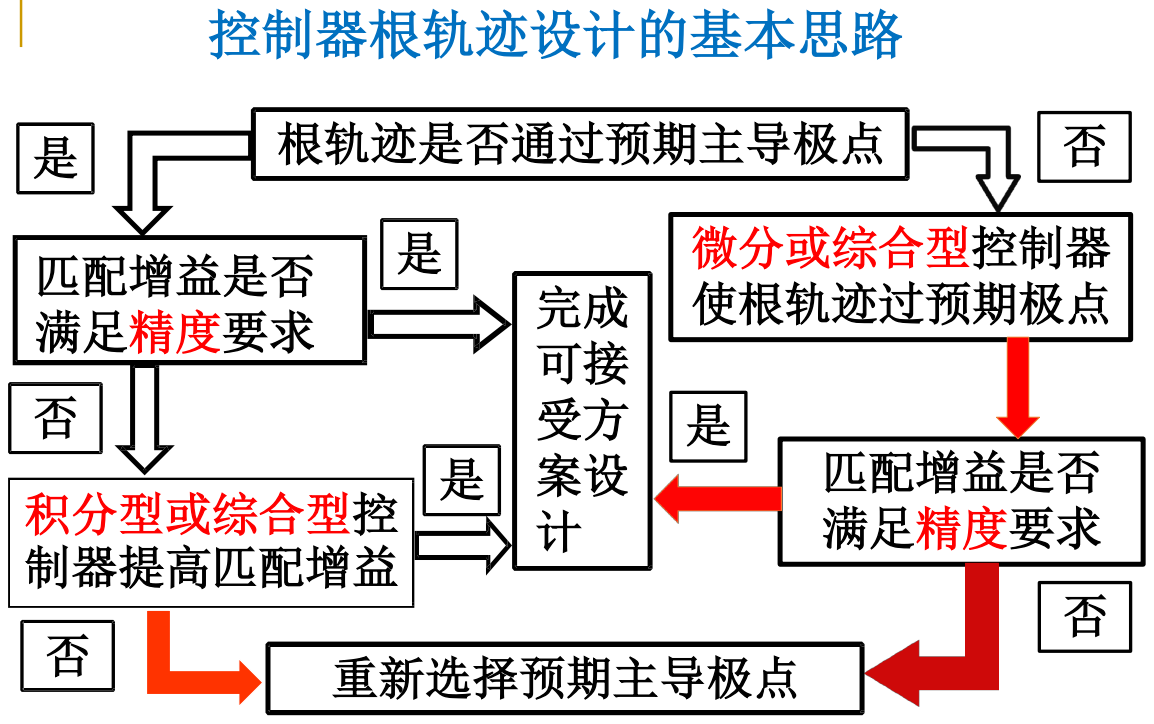 控制器根轨迹设计的基本思路
是
根轨迹是否通过预期主导极点
否
匹配增益是否
满足精度要求
是
微分或综合型控制器
使根轨迹过预期极点
完成
可接
受方
案设
计
否
是
匹配增益是否
满足精度要求
积分型或综合型控
制器提高匹配增益
是
否
否
重新选择预期主导极点